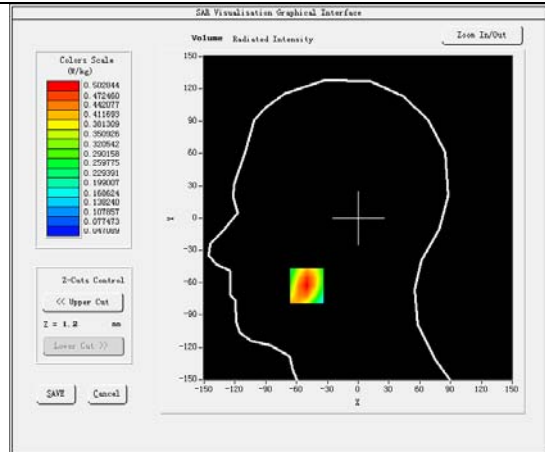 SAR Visualisation Graphical Interface
Volume Radiated Intensity
Zoom In/Out
Colors Scale
(W/kg)
0.502844
0.472460
0.442077
0.411693
0.381309
0.350926
0.320542
0.290158
0.259775
0.229391
0.199007
0.168624
0.138240
0.107857
0.077473
0.047089
Z-Cuts Control
<< Upper Cut
Z = 1.2 mm
Lower Cut >>
SAVE Cancel
150-
120-
90-
60-
30-
Y 0-
-30-
-60-
-90-
-120-
-150-
-150 -120 -90 -60 -30 0 30 60 90 120 150
X